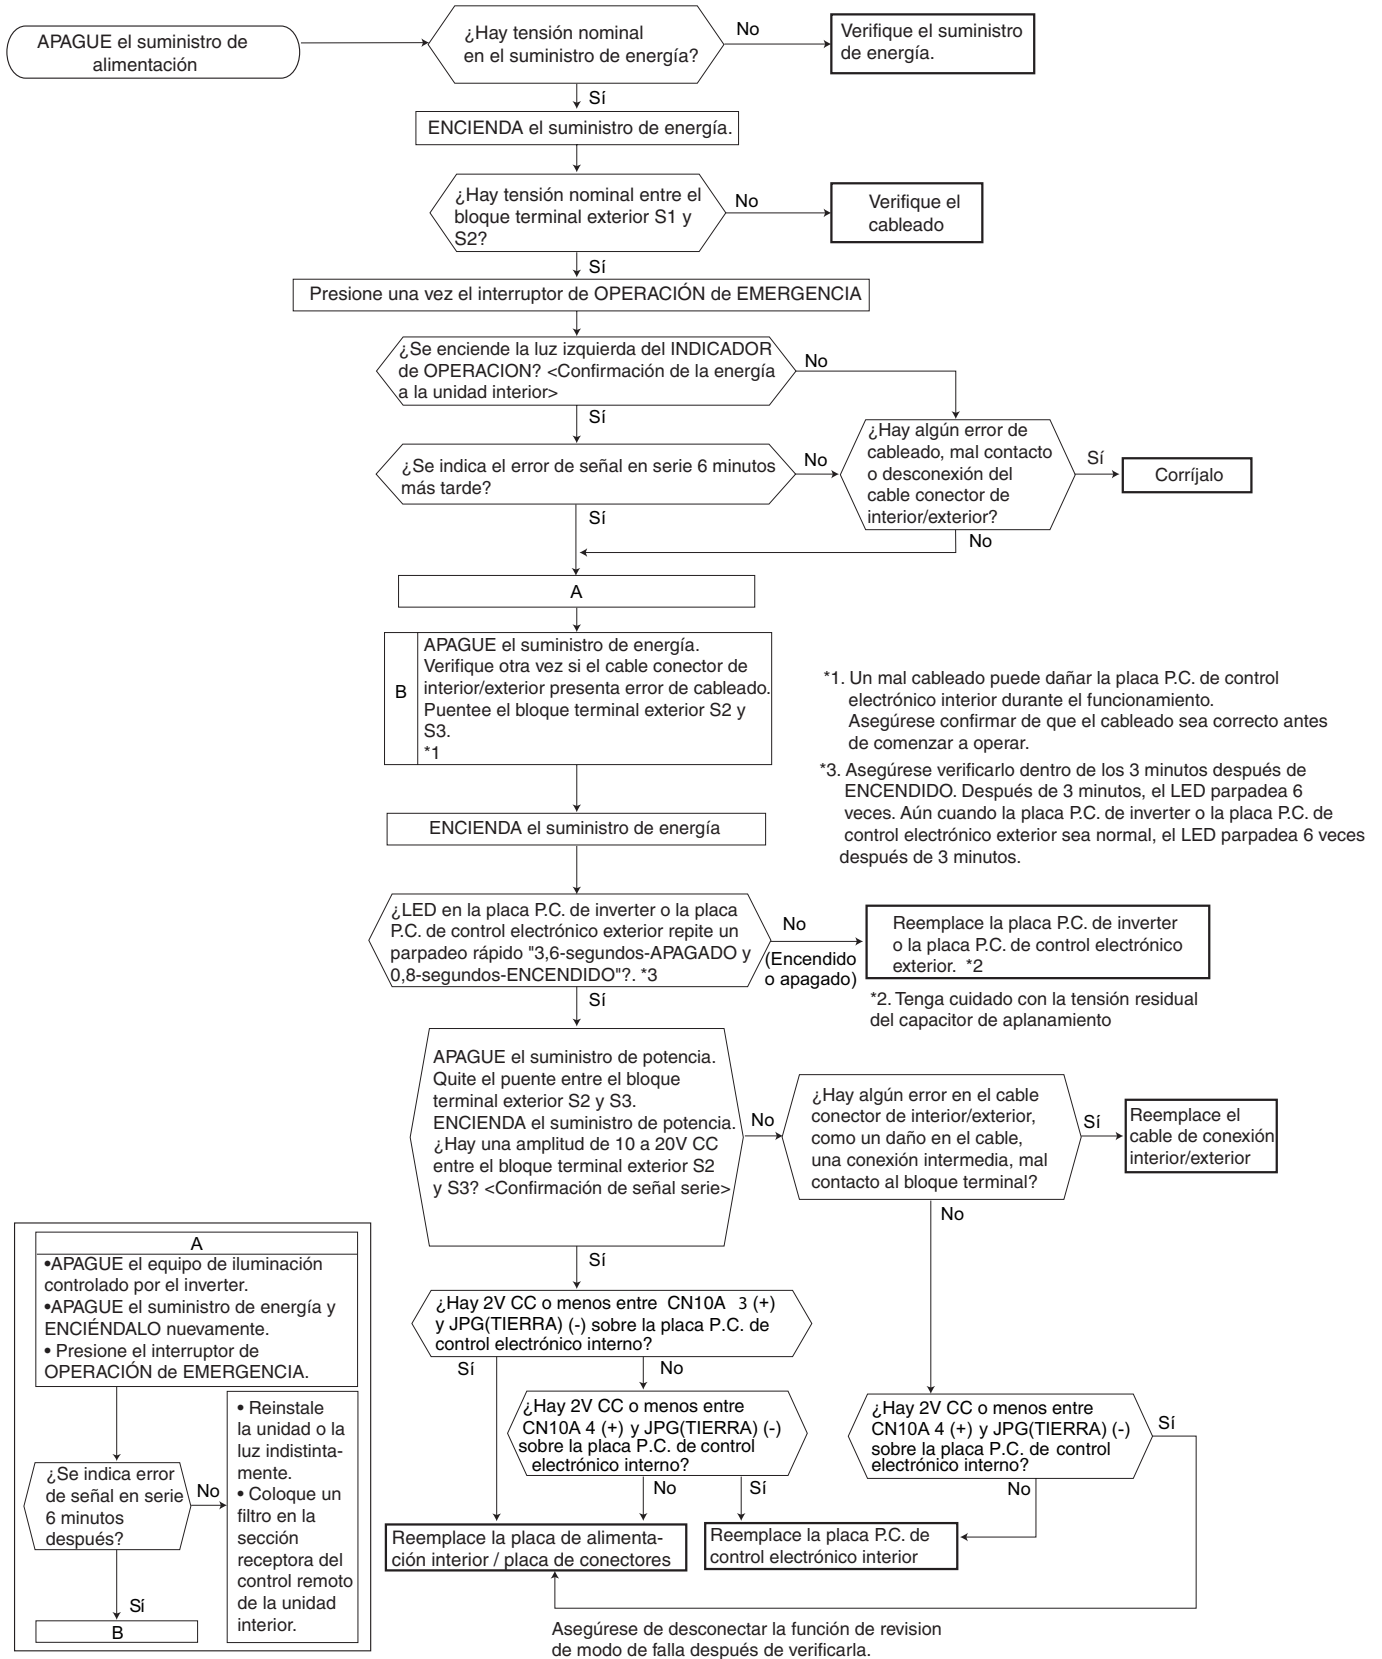 APAGUE el suministro de
alimentación
¿Hay tensión nominal
en el suministro de energía?
No
Verifique el suministro
de energía.
Sí
ENCIENDA el suministro de energía.
¿Hay tensión nominal entre el
bloque terminal exterior S1 y
S2?
No
Verifique el
cableado
Sí
Presione una vez el interruptor de OPERACIÓN de EMERGENCIA
¿Se enciende la luz izquierda del INDICADOR
de OPERACION? <Confirmación de la energía
a la unidad interior>
No
Sí
¿Se indica el error de señal en serie 6 minutos
más tarde?
No
¿Hay algún error de
cableado, mal contacto
o desconexión del
cable conector de
interior/exterior?
Sí
Corríjalo
Sí
No
A
B
APAGUE el suministro de energía.
Verifique otra vez si el cable conector de
interior/exterior presenta error de cableado.
Puentee el bloque terminal exterior S2 y
S3.
*1
*1. Un mal cableado puede dañar la placa P.C. de control
electrónico interior durante el funcionamiento.
Asegúrese confirmar de que el cableado sea correcto antes
de comenzar a operar.
*3. Asegúrese verificarlo dentro de los 3 minutos después de
ENCENDIDO. Después de 3 minutos, el LED parpadea 6
veces. Aún cuando la placa P.C. de inverter o la placa P.C. de
control electrónico exterior sea normal, el LED parpadea 6 veces
después de 3 minutos.
ENCIENDA el suministro de energía
¿LED en la placa P.C. de inverter o la placa
P.C. de control electrónico exterior repite un
parpadeo rápido "3,6-segundos-APAGADO y
0,8-segundos-ENCENDIDO"?. *3
No
(Encendido
o apagado)
Reemplace la placa P.C. de inverter
o la placa P.C. de control electrónico
exterior. *2
*2. Tenga cuidado con la tensión residual
del capacitor de aplanamiento
Sí
APAGUE el suministro de potencia.
Quite el puente entre el bloque
terminal exterior S2 y S3.
ENCIENDA el suministro de potencia.
¿Hay una amplitud de 10 a 20V CC
entre el bloque terminal exterior S2
y S3? <Confirmación de señal serie>
No
¿Hay algún error en el cable
conector de interior/exterior,
como un daño en el cable,
una conexión intermedia, mal
contacto al bloque terminal?
Sí
Reemplace el
cable de conexión
interior/exterior
No
Sí
¿Hay 2V CC o menos entre CN10A 3 (+)
y JPG(TIERRA) (-) sobre la placa P.C. de
control electrónico interno?
Sí
No
¿Hay 2V CC o menos entre
CN10A 4 (+) y JPG(TIERRA) (-)
sobre la placa P.C. de control
electrónico interno?
No
Sí
¿Hay 2V CC o menos entre
CN10A 4 (+) y JPG(TIERRA) (-)
sobre la placa P.C. de control
electrónico interno?
Sí
No
Reemplace la placa de alimenta-
ción interior / placa de conectores
Reemplace la placa P.C. de
control electrónico interior
Asegúrese de desconectar la función de revision
de modo de falla después de verificarla.
A
•APAGUE el equipo de iluminación
controlado por el inverter.
•APAGUE el suministro de energía y
ENCIÉNDALO nuevamente.
• Presione el interruptor de
OPERACIÓN de EMERGENCIA.
¿Se indica error
de señal en serie
6 minutos
después?
No
• Reinstale
la unidad o la
luz indistinta-
mente.
• Coloque un
filtro en la
sección
receptora del
control remoto
de la unidad
interior.
Sí
B